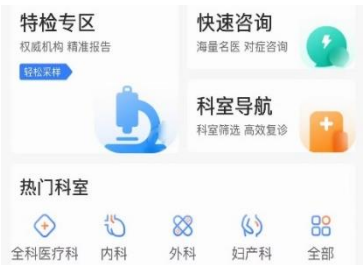 特检专区
权威机构 精准报告
轻松采样
快速咨询
海量名医 对症咨询
科室导航
科室筛选 高效复诊
热门科室
全科医疗科 内科 外科 妇产科 全部